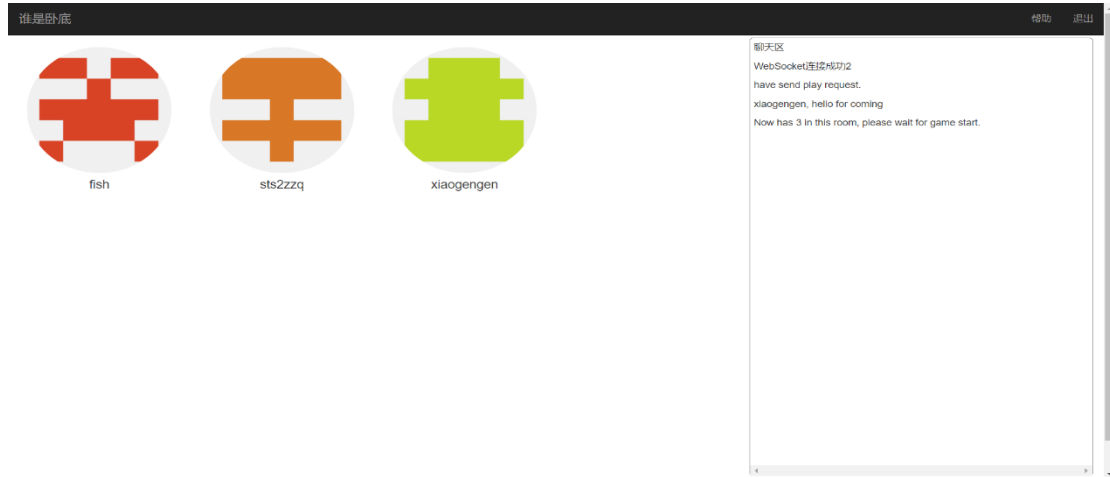 谁是卧底
帮助 退出
fish
sts2zzq
xiaogengen
聊天区
WebSocket连接成功2
have send play request.
xiaogengen, hello for coming
Now has 3 in this room, please wait for game start.